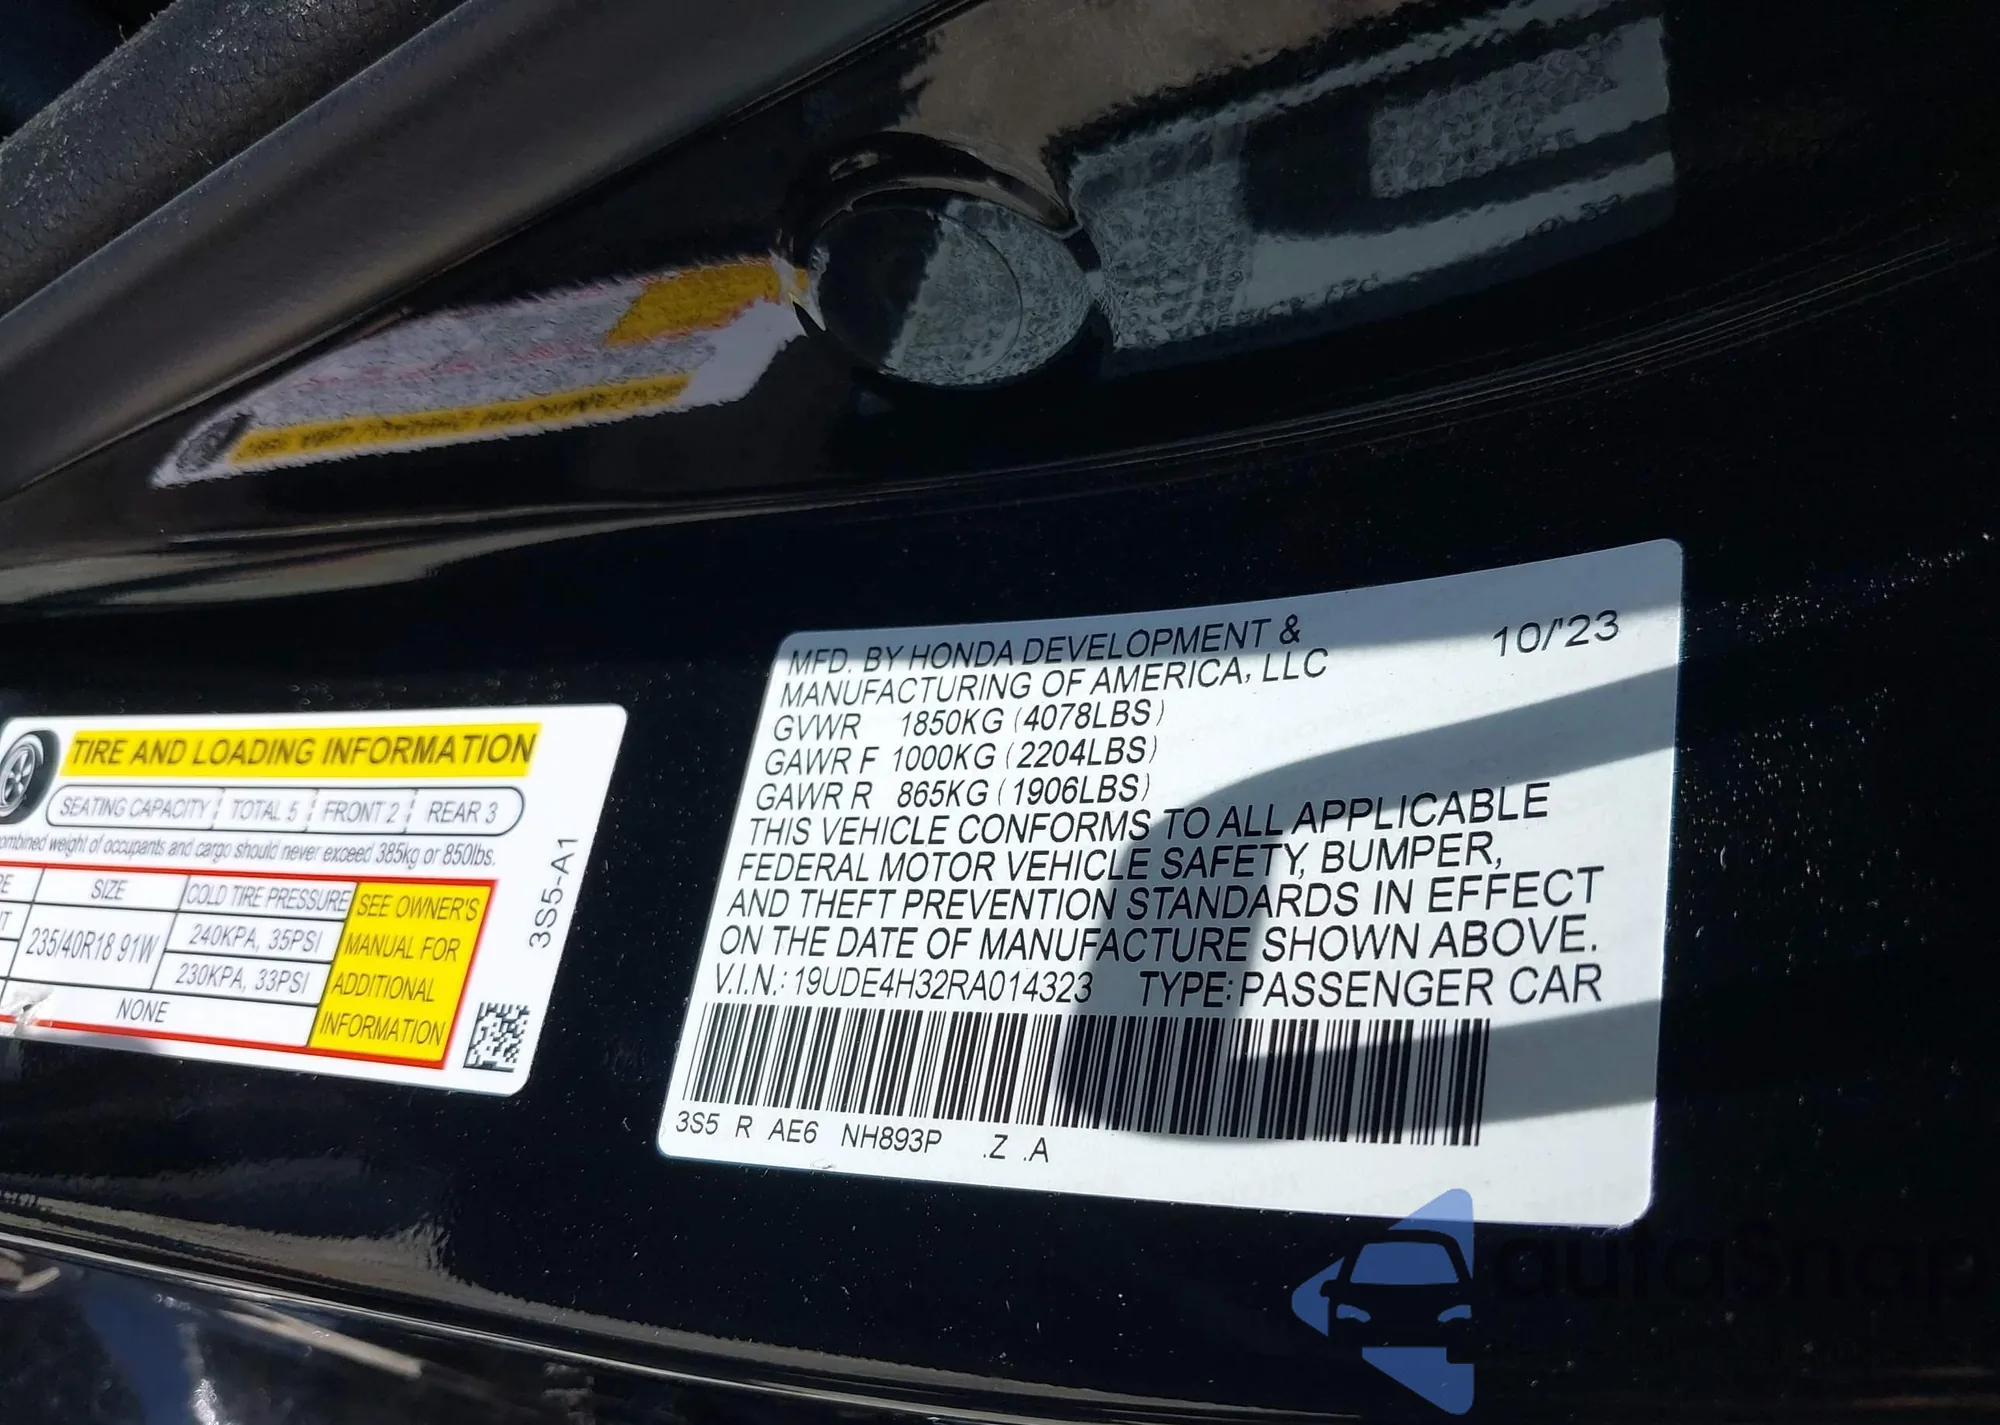 TIRE AND LOADING INFORMATION
SEATING CAPACITY TOTAL 5 FRONT 2 REAR 3
combined weight of occupants and cargo should never exceed 385kg or 850lbs.
SIZE COLD TIRE PRESSURE SEE OWNER'S
235/40R18 91W 240KPA, 35PSI MANUAL FOR
230KPA, 33PSI ADDITIONAL
NONE INFORMATION
3S5-A1
MFD. BY HONDA DEVELOPMENT & 10/'23
MANUFACTURING OF AMERICA, LLC
GVWR 1850KG (4078LBS)
GAWR F 1000KG (2204LBS)
GAWR R 865KG (1906LBS)
THIS VEHICLE CONFORMS TO ALL APPLICABLE
FEDERAL MOTOR VEHICLE SAFETY, BUMPER,
AND THEFT PREVENTION STANDARDS IN EFFECT
ON THE DATE OF MANUFACTURE SHOWN ABOVE.
V.I.N.: 19UDE4H32RA014323 TYPE: PASSENGER CAR
3S5 R AE6 NH893P .Z .A
autashop